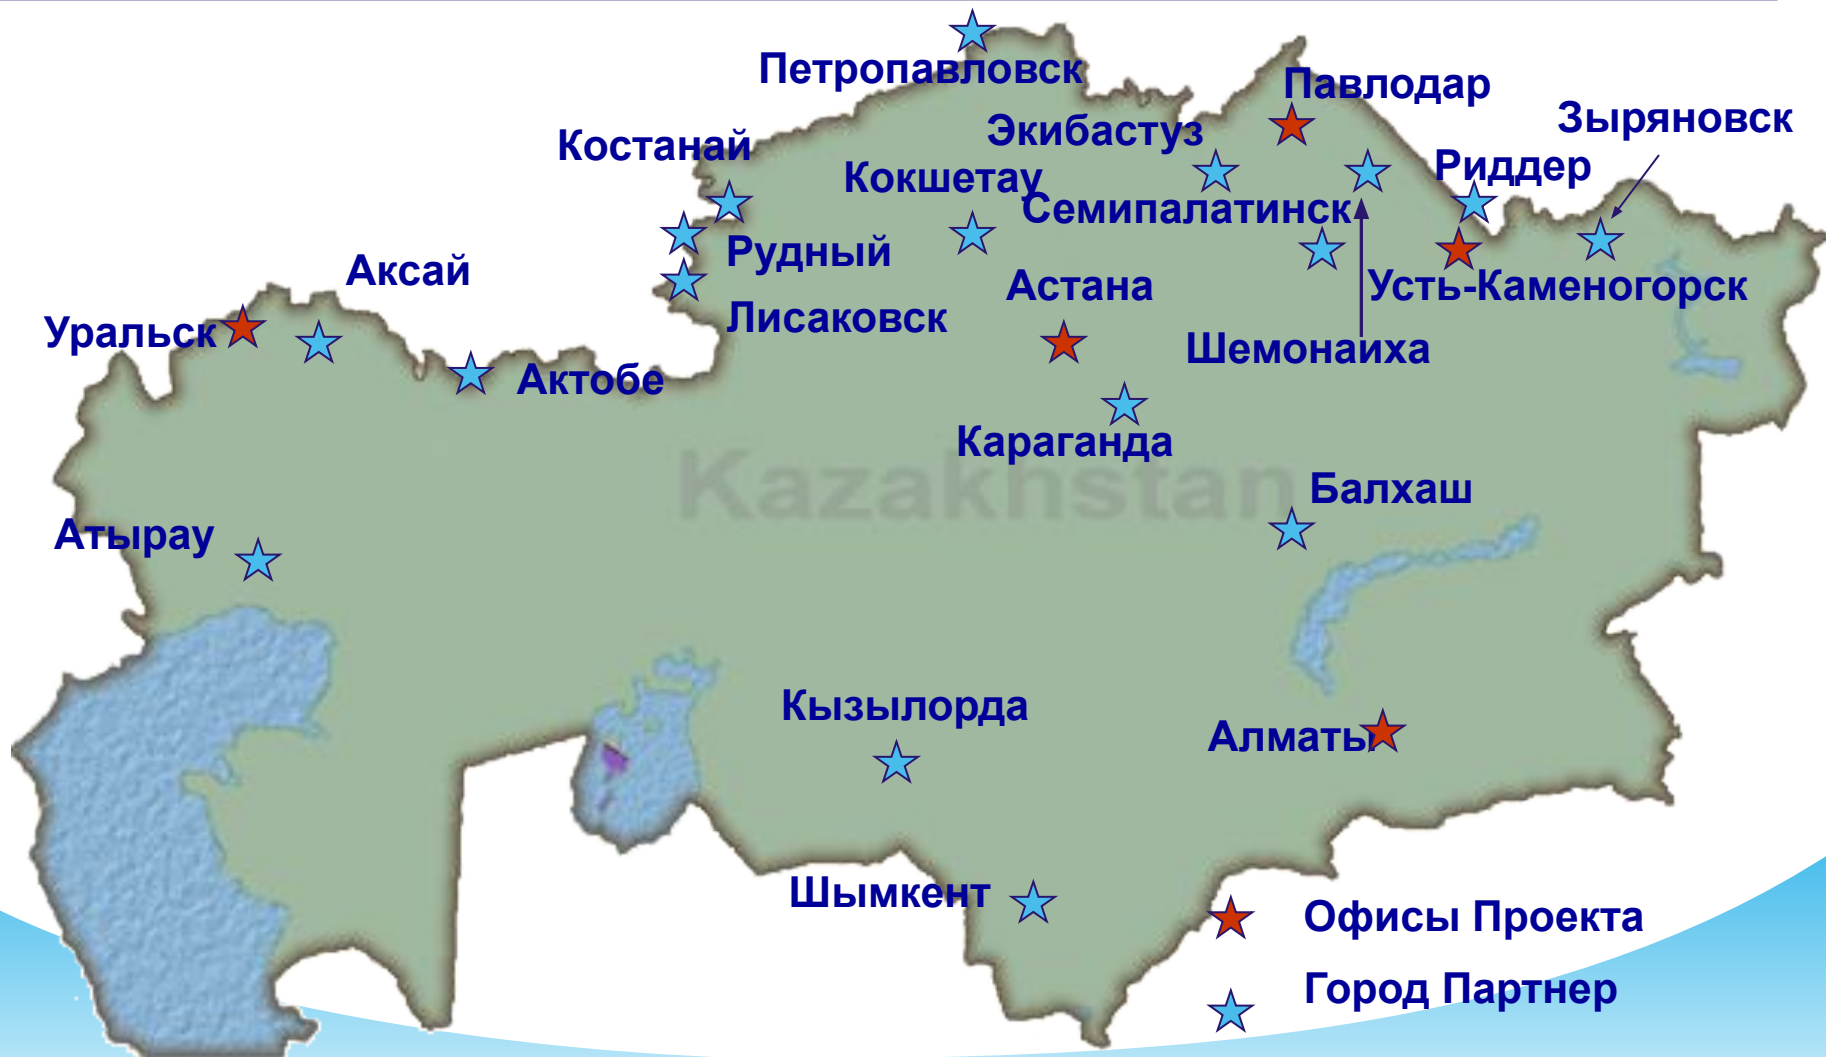 Петропавловск
Павлодар
Зыряновск
Экибастуз
Костанай
Риддер
Кокшетау
Семипалатинск
Рудный
Аксай
Астана
Усть-Каменогорск
Лисаковск
Уральск
Шемонаиха
Актобе
Караганда
Kazakhstan
Балхаш
Атырау
Кызылорда
Алматы
Шымкент
Офисы Проекта
Город Партнер